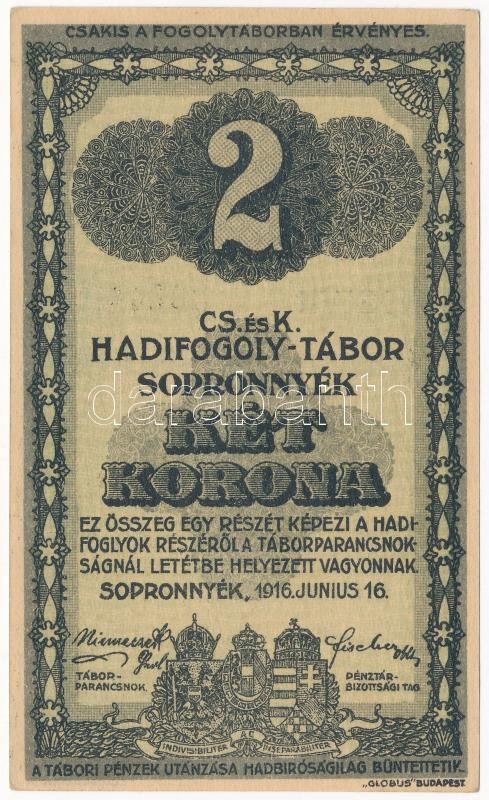 CSAKIS A FOGOLYTÁBORBAN ÉRVÉNYES.
2
CS. ÉS K.
HADIFOGOLY-TÁBOR
SOPRONNYÉK
darabanth
KÉT
KORONA
EZ ÖSSZEG EGY RÉSZÉT KÉPEZI A HADI-
FOGLYOK RÉSZÉRŐL A TÁBORPARANCSNOK-
SÁGNÁL LETÉTBE HELYEZETT VAGYONNAK.
SOPRONNYÉK, 1916. JUNIUS 16.
TÁBOR-
PARANCSNOK.
PÉNZTÁR-
BIZOTTSÁGI TAG
INDIVISIBILITER AC INSEPARABILITER
A TÁBORI PÉNZEK UTÁNZÁSA HADBIRÓSÁGILAG BÜNTETTETIK.
„GLOBUS" BUDAPEST.